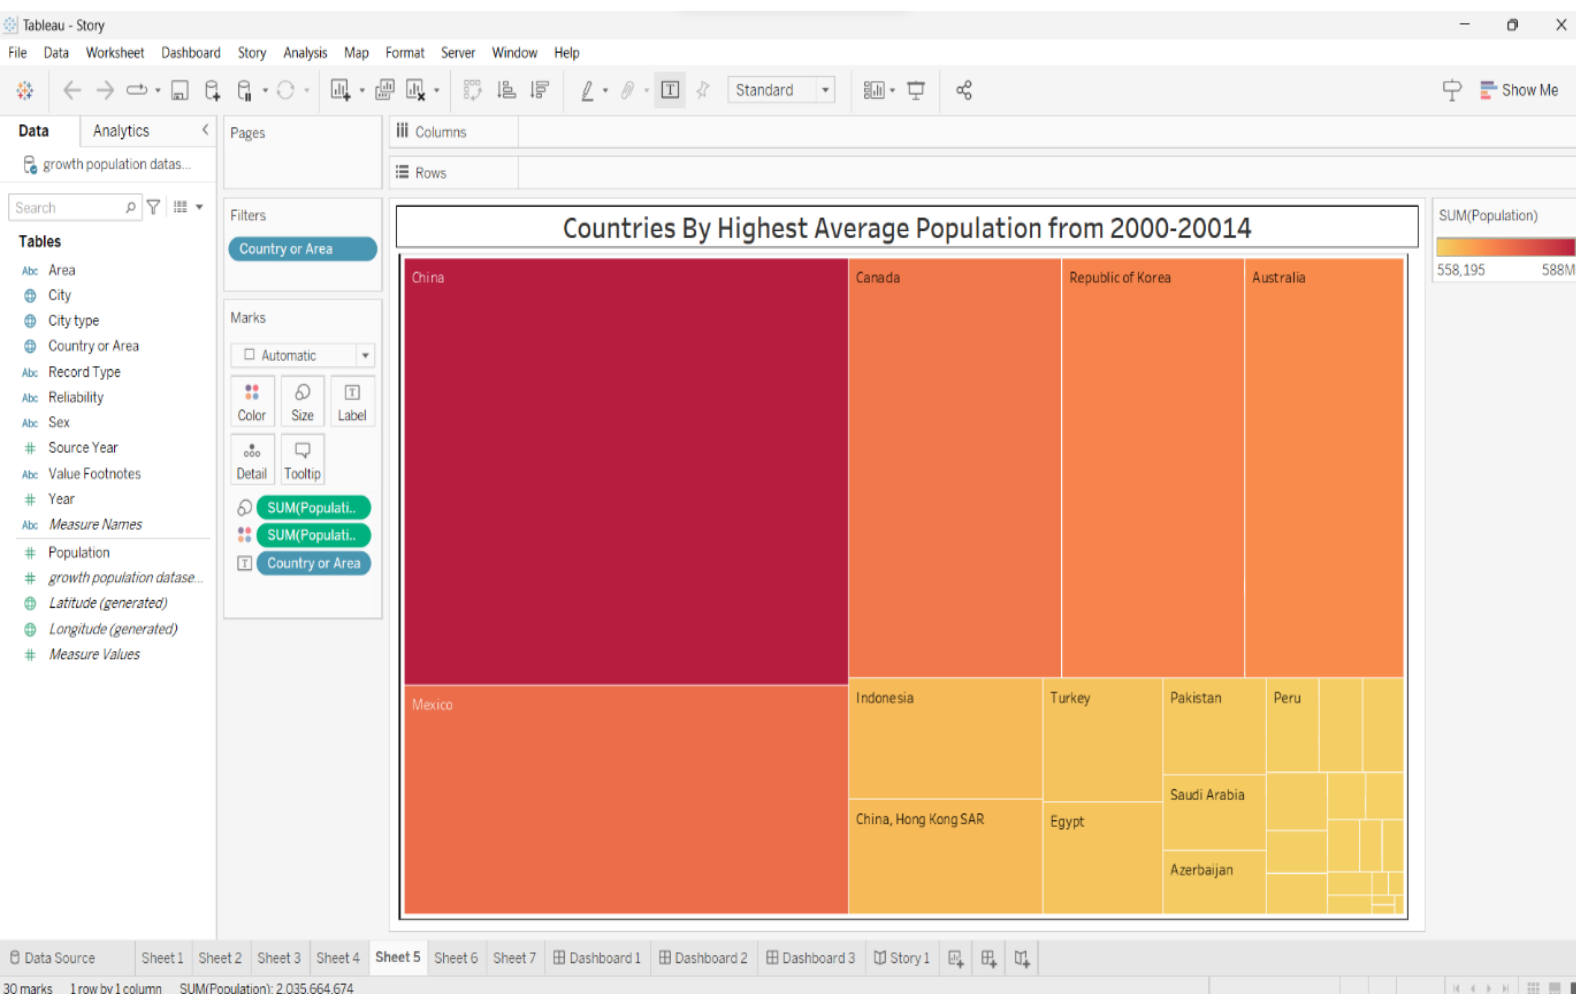 Tableau - Story
File Data Worksheet Dashboard Story Analysis Map Format Server Window Help
Standard
Show Me
Data Analytics
growth population datas...
Search
Tables
Abc Area
City
City type
Country or Area
Abc Record Type
Abc Reliability
Abc Sex
# Source Year
Abc Value Footnotes
# Year
Abc Measure Names
# Population
# growth population datase...
Latitude (generated)
Longitude (generated)
# Measure Values
Pages
Filters
Country or Area
Marks
Automatic
Color Size Label
Detail Tooltip
SUM(Populati..
SUM(Populati..
Country or Area
Columns
Rows
Countries By Highest Average Population from 2000-20014
China
Canada
Republic of Korea
Australia
Mexico
Indonesia
Turkey
Pakistan
Peru
Saudi Arabia
China, Hong Kong SAR
Egypt
Azerbaijan
SUM(Population)
558,195 588M
Data Source Sheet 1 Sheet 2 Sheet 3 Sheet 4 Sheet 5 Sheet 6 Sheet 7 Dashboard 1 Dashboard 2 Dashboard 3 Story 1
30 marks 1 row by 1 column SUM(Population): 2,035,664,674